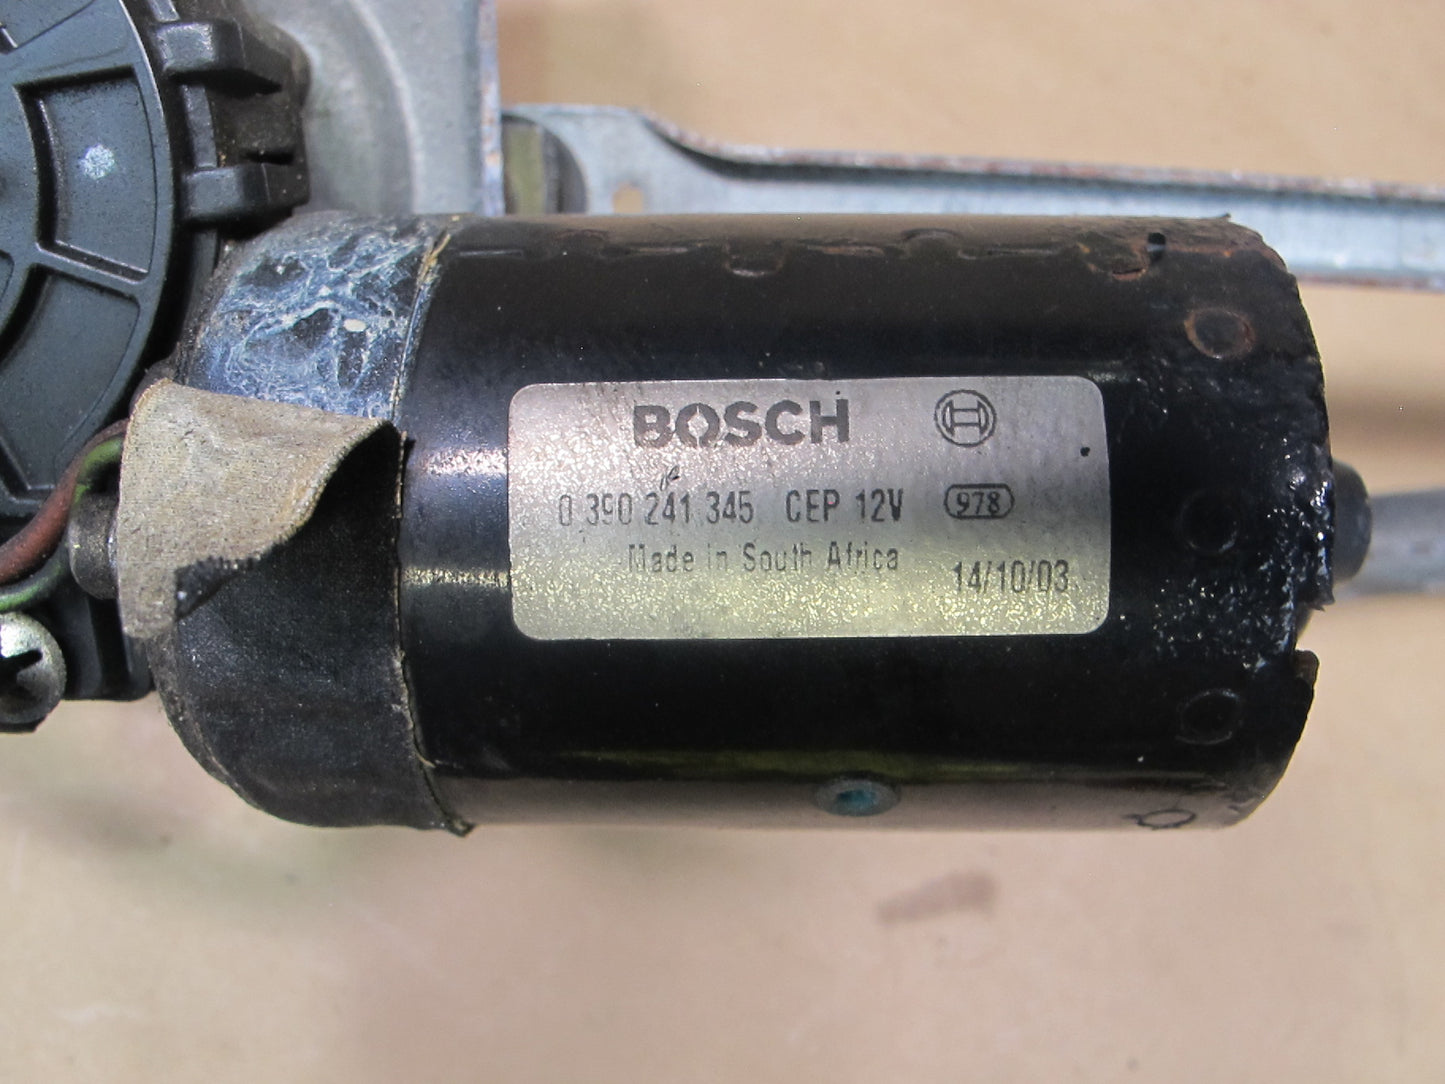 BOSCH
0 390 241 345 CEP 12V 978
Made in South Africa
14/10/03